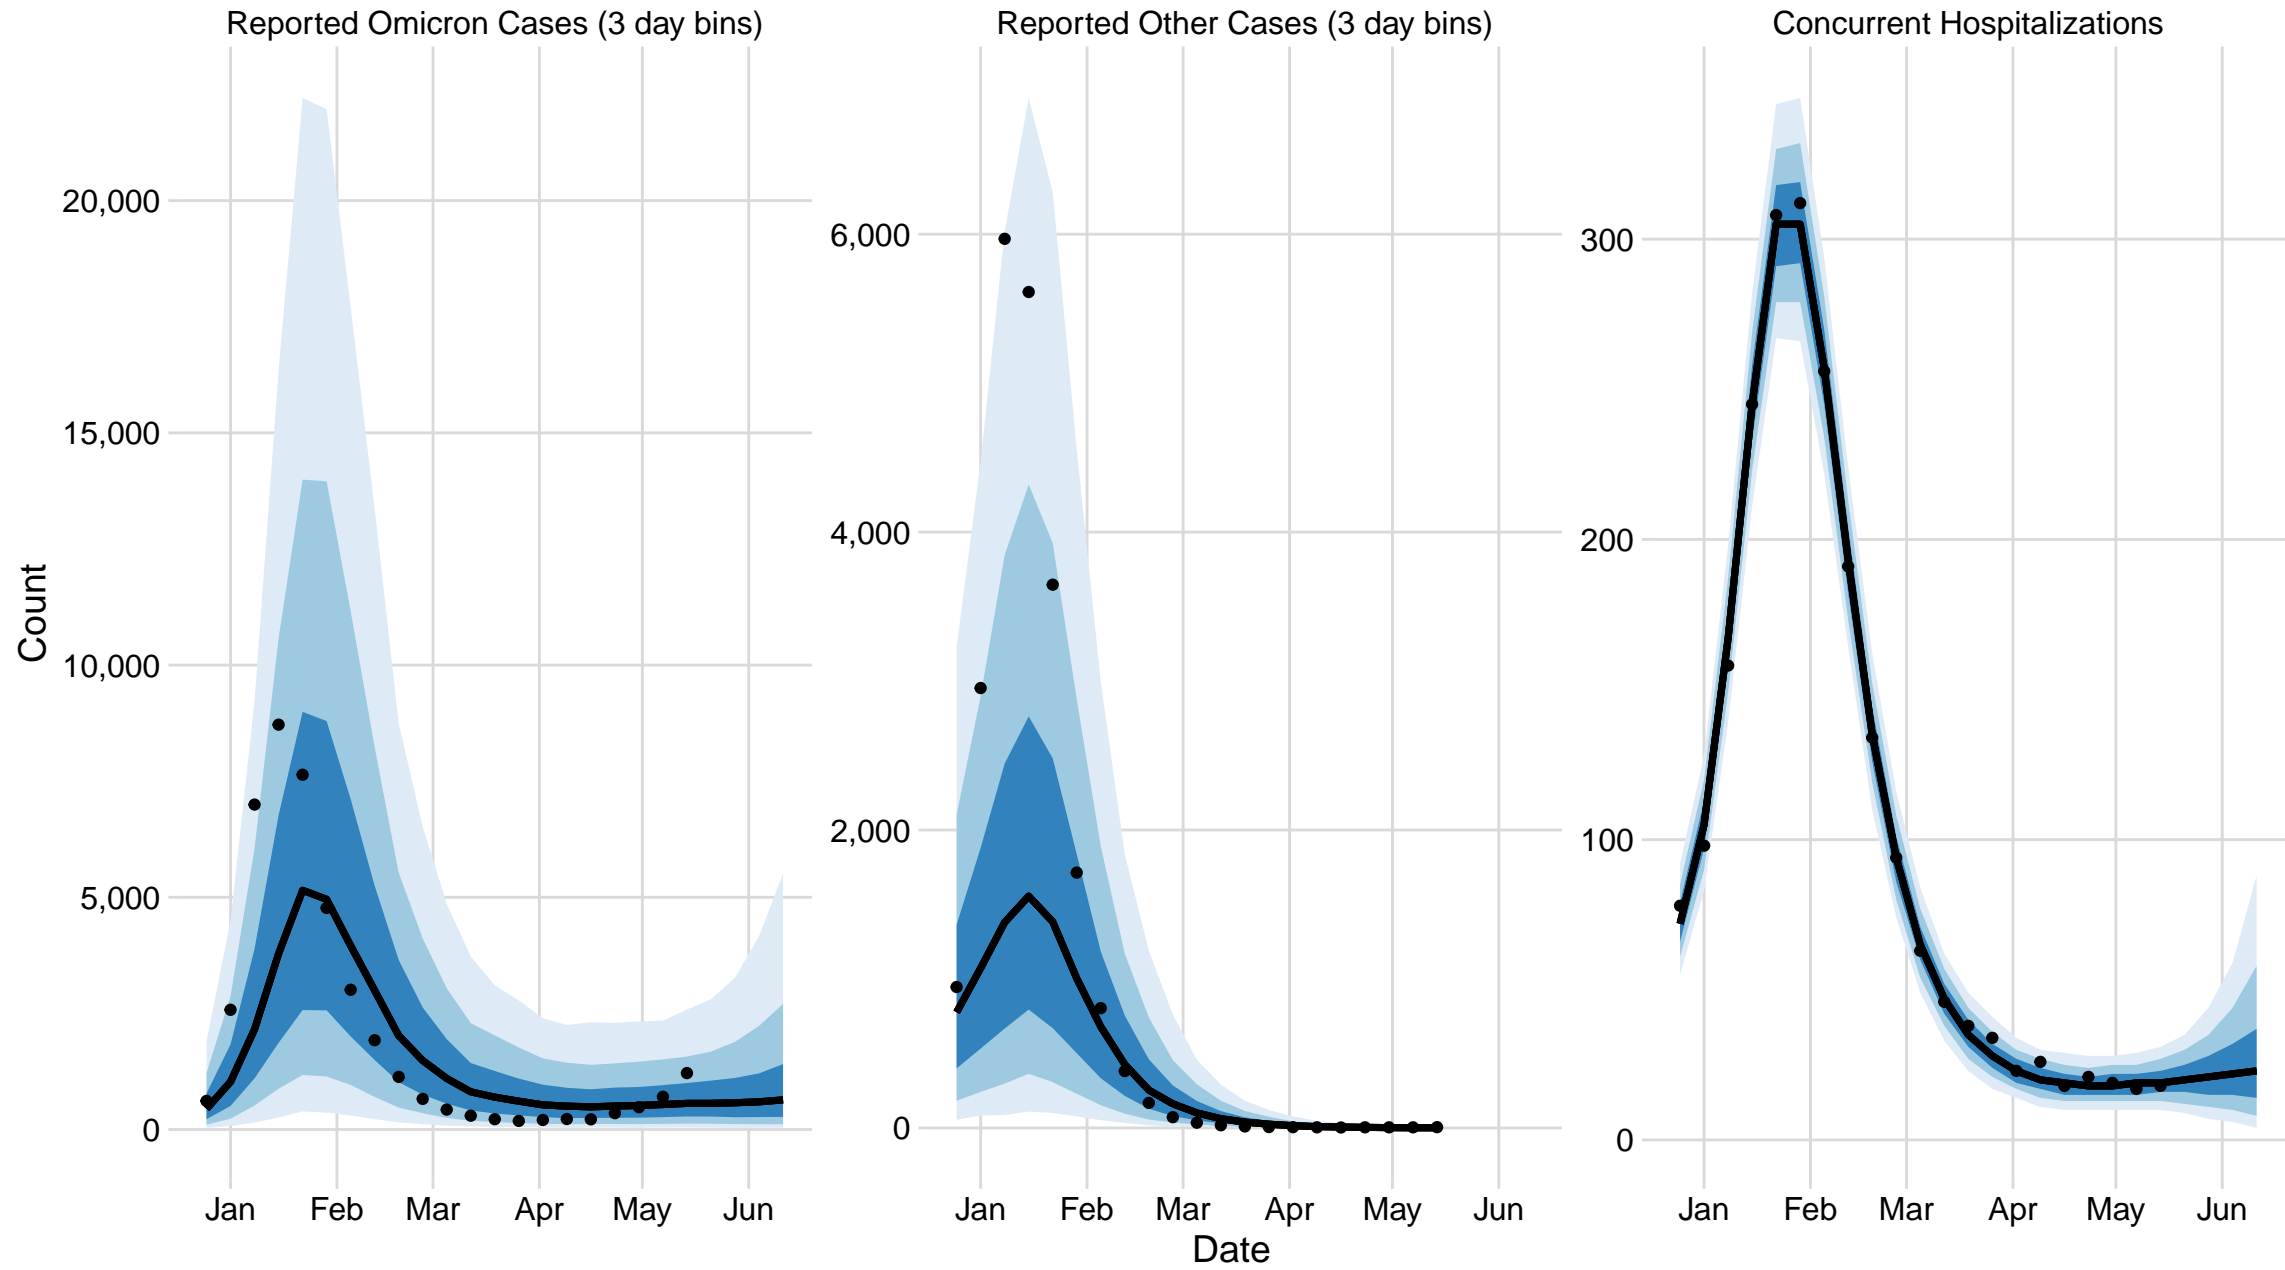 Reported Omicron Cases (3 day bins)
Reported Other Cases (3 day bins)
Concurrent Hospitalizations
Count
20,000
15,000
10,000
5,000
0
6,000
4,000
2,000
0
300
200
100
0
Jan Feb Mar Apr May Jun
Jan Feb Mar Apr May Jun
Jan Feb Mar Apr May Jun
Date